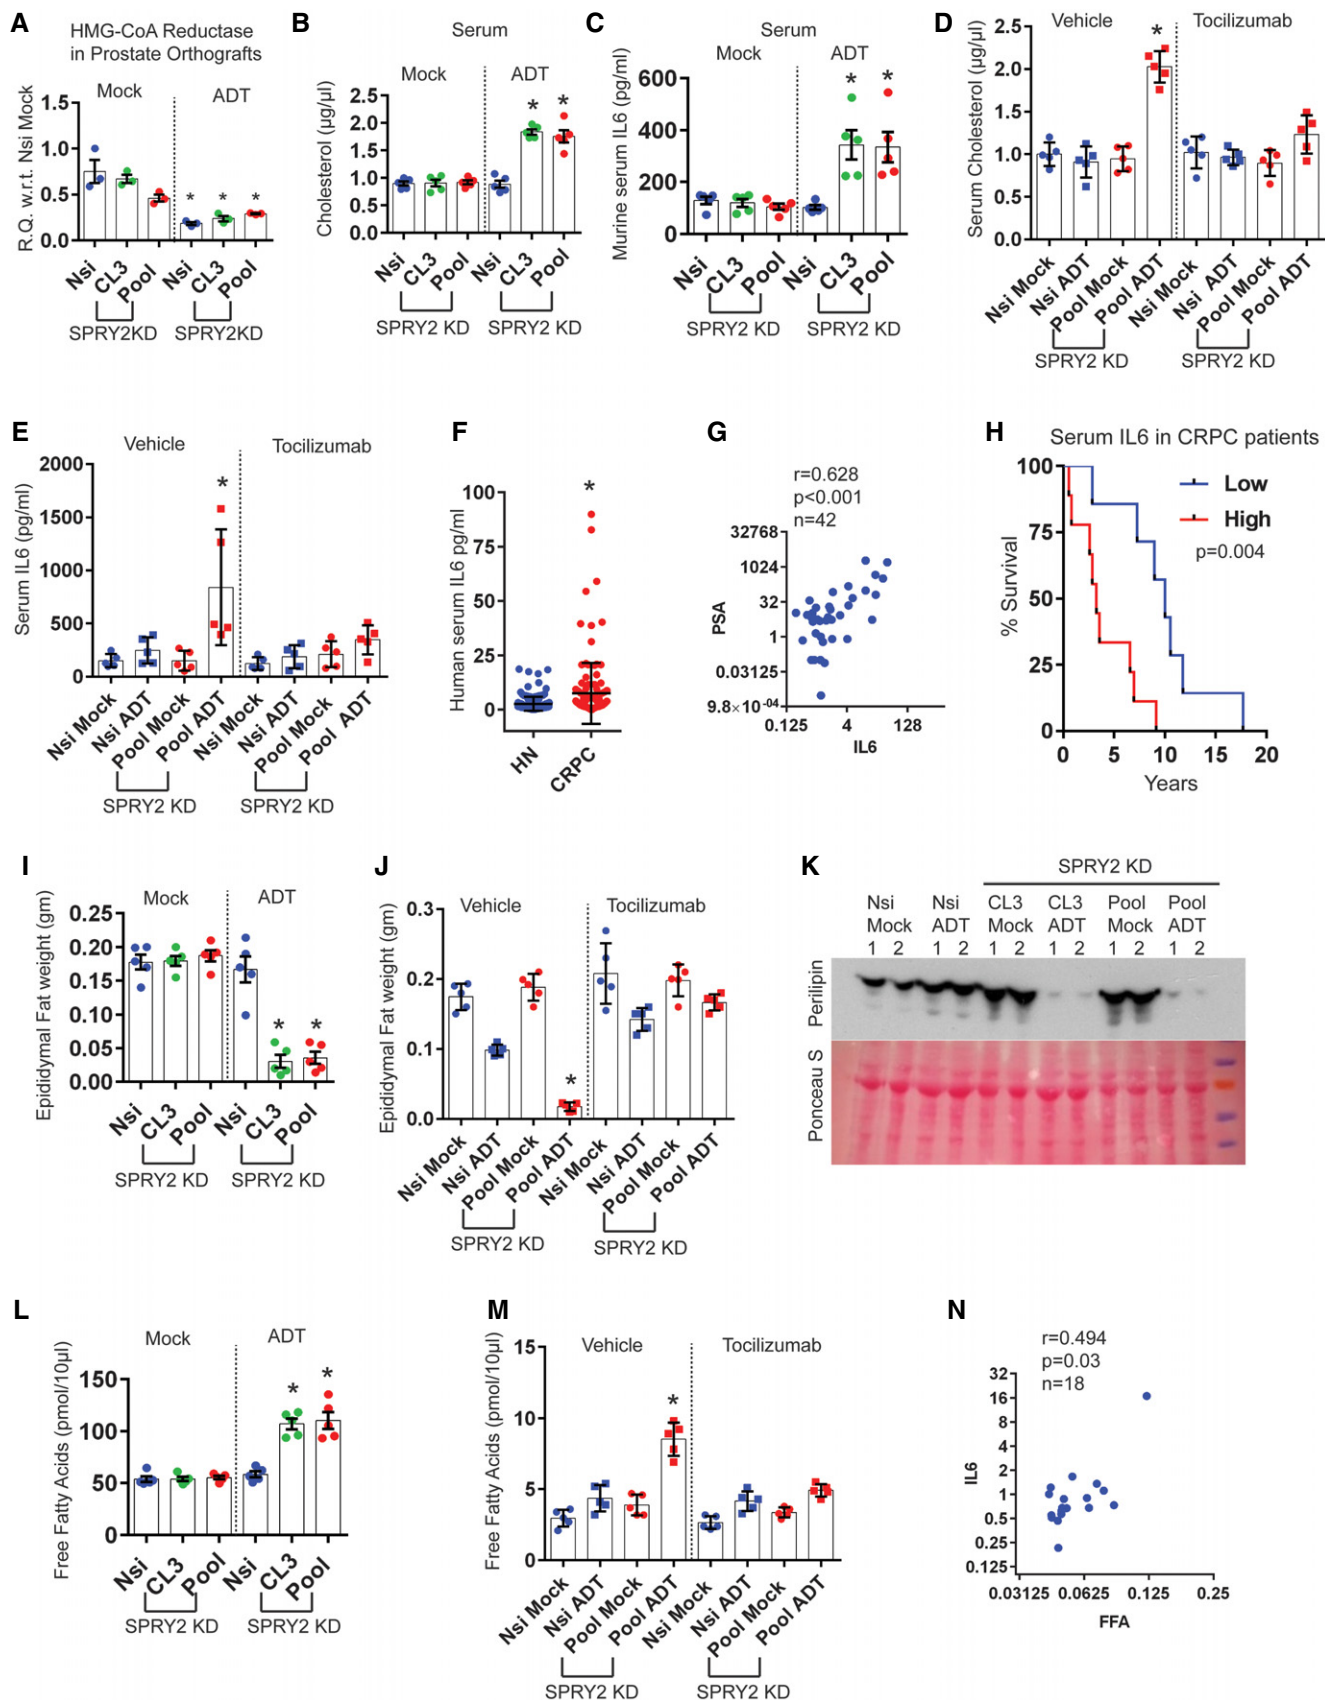 A
HMG-CoA Reductase
in Prostate Orthografts
Mock
ADT
R.Q. w.r.t. Nsi Mock
1.5
1.0
0.5
0.0
* * *
Nsi CL3 Pool Nsi CL3 Pool
SPRY2KD SPRY2KD
B
Serum
Mock
ADT
Cholesterol (µg/µl)
2.5
2.0
1.5
1.0
0.5
0.0
* *
Nsi CL3 Pool Nsi CL3 Pool
SPRY2 KD SPRY2 KD
C
Serum
Mock
ADT
Murine serum IL6 (pg/ml)
600
400
200
0
* *
Nsi CL3 Pool Nsi CL3 Pool
SPRY2 KD SPRY2 KD
D
Vehicle
Tocilizumab
Serum Cholesterol (µg/µl)
2.5
2.0
1.5
1.0
0.5
0.0
*
Nsi Mock Nsi ADT Pool Mock Pool ADT Nsi Mock Nsi ADT Pool Mock Pool ADT
SPRY2 KD SPRY2 KD
E
Vehicle
Tocilizumab
Serum IL6 (pg/ml)
2000
1500
1000
500
0
*
Nsi Mock Nsi ADT Pool Mock Pool ADT Nsi Mock Nsi ADT Pool Mock Pool ADT
SPRY2 KD SPRY2 KD
F
Human serum IL6 pg/ml
100
75
50
25
0
*
HN CRPC
G
r=0.628
p<0.001
n=42
PSA
32768
1024
32
1
0.03125
9.8×10-04
0.125 4 128
IL6
H
Serum IL6 in CRPC patients
% Survival
100
75
50
25
0
Low
High
p=0.004
0 5 10 15 20
Years
I
Mock
ADT
Epididymal Fat weight (gm)
0.25
0.20
0.15
0.10
0.05
0.00
* *
Nsi CL3 Pool Nsi CL3 Pool
SPRY2 KD SPRY2 KD
J
Vehicle
Tocilizumab
Epididymal Fat weight (gm)
0.3
0.2
0.1
0.0
*
Nsi Mock Nsi ADT Pool Mock Pool ADT Nsi Mock Nsi ADT Pool Mock Pool ADT
SPRY2 KD SPRY2 KD
K
SPRY2 KD
Nsi Nsi CL3 CL3 Pool Pool
Mock ADT Mock ADT Mock ADT
1 2 1 2 1 2 1 2 1 2 1 2
Perilipin
Ponceau S
L
Mock
ADT
Free Fatty Acids (pmol/10µl)
150
100
50
0
* *
Nsi CL3 Pool Nsi CL3 Pool
SPRY2 KD SPRY2 KD
M
Vehicle
Tocilizumab
Free Fatty Acids (pmol/10µl)
15
10
5
0
*
Nsi Mock Nsi ADT Pool Mock Pool ADT Nsi Mock Nsi ADT Pool Mock Pool ADT
SPRY2 KD SPRY2 KD
N
r=0.494
p=0.03
n=18
IL6
32
16
8
4
2
1
0.5
0.25
0.125
0.03125 0.0625 0.125 0.25
FFA